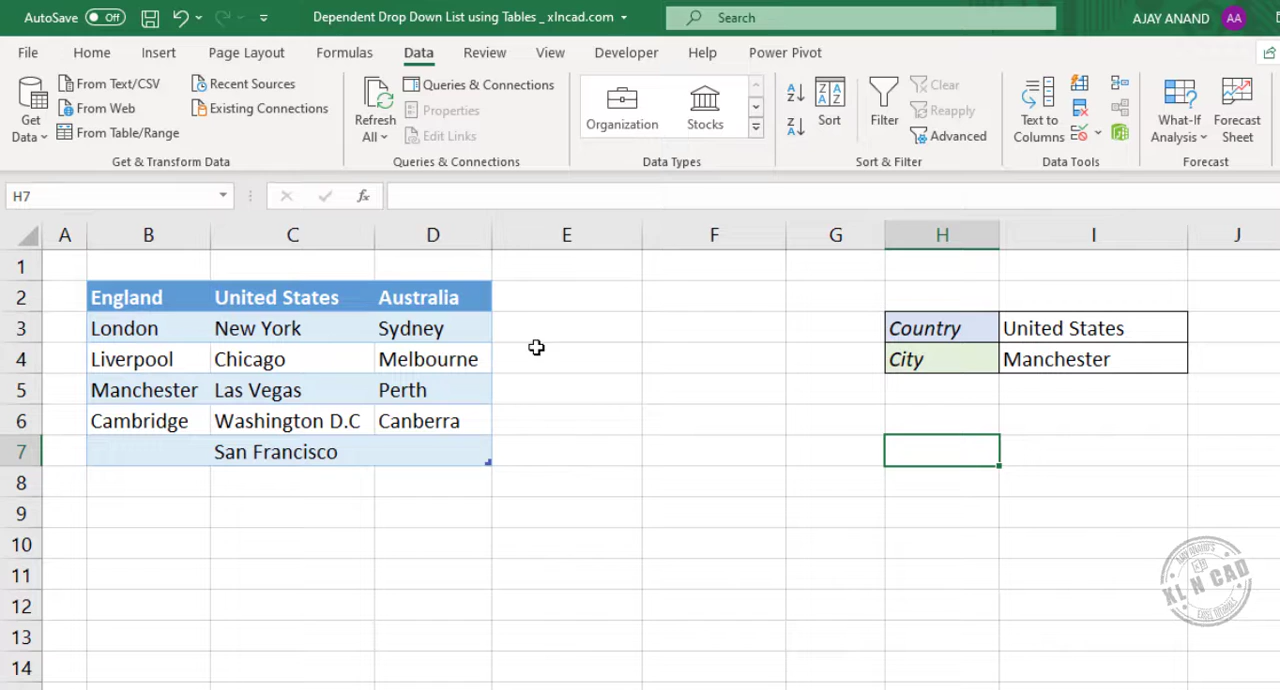 AutoSave Off Dependent Drop Down List using Tables _ xlncad.com Search AJAY ANAND AA
File Home Insert Page Layout Formulas Data Review View Developer Help Power Pivot
From Text/CSV Recent Sources Queries & Connections Clear
From Web Existing Connections Properties Reapply
From Table/Range Edit Links Advanced
Get Data Refresh All Organization Stocks Sort Filter Text to Columns What-If Analysis Forecast Sheet
Get & Transform Data Queries & Connections Data Types Sort & Filter Data Tools Forecast
H7 fx
A B C D E F G H I J
1
2 England United States Australia
3 London New York Sydney Country United States
4 Liverpool Chicago Melbourne City Manchester
5 Manchester Las Vegas Perth
6 Cambridge Washington D.C Canberra
7 San Francisco
8
9
10
11
12
13
14
AJAY ANAND'S
XL N CAD
EXCEL TUTORIALS